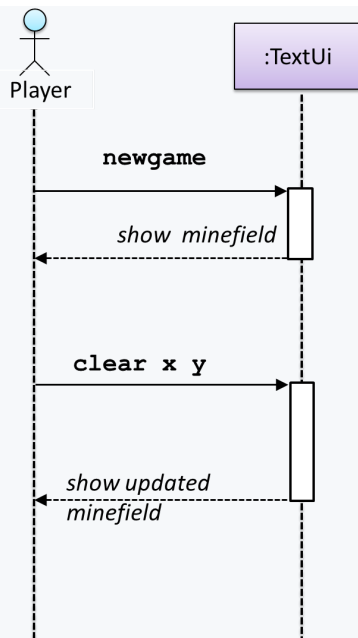 Player
:TextUi
newgame
show minefield
clear x y
show updated
minefield